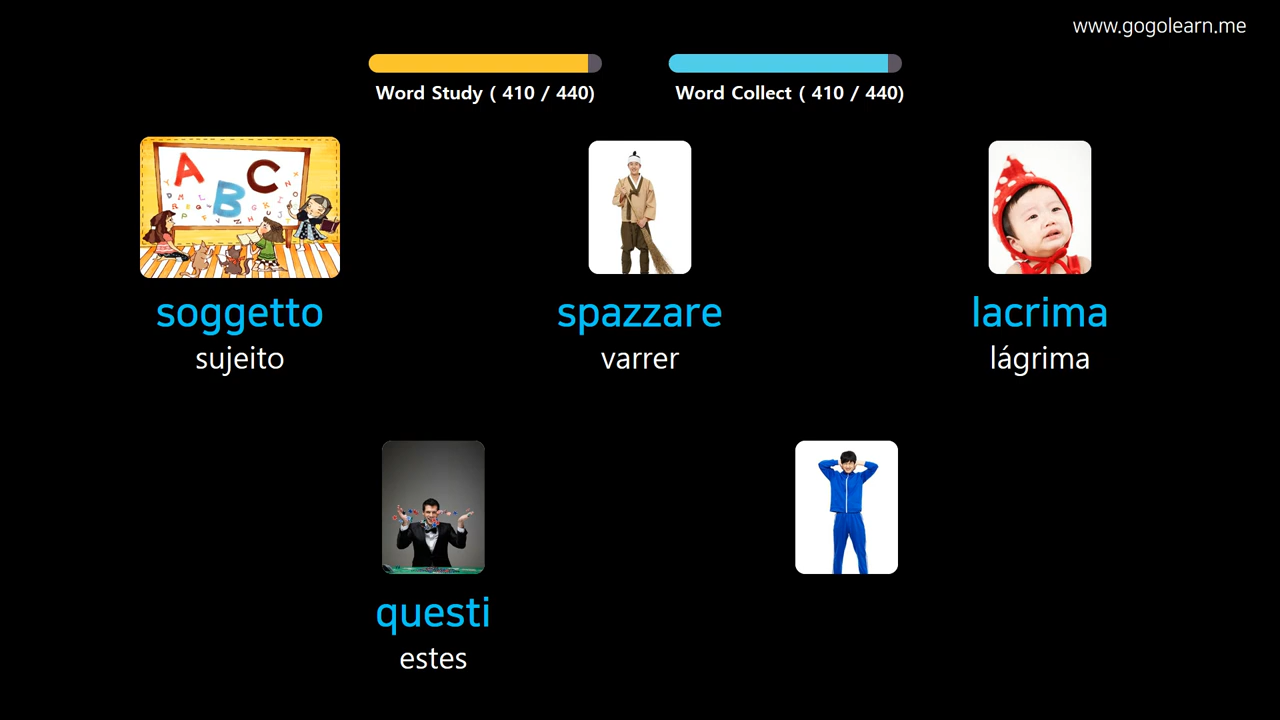 www.gogolearn.me
Word Study ( 410 / 440)
Word Collect ( 410 / 440)
A B C
soggetto
sujeito
spazzare
varrer
lacrima
lágrima
questi
estes